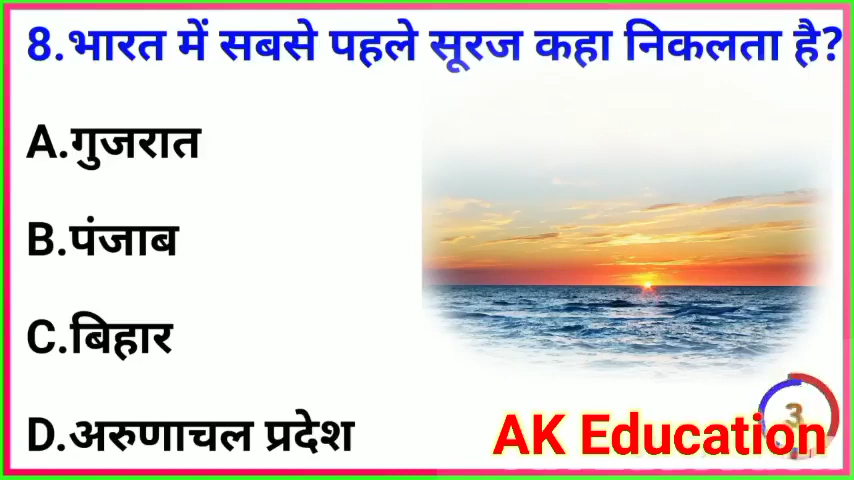 8.भारत में सबसे पहले सूरज कहा निकलता है?
A.गुजरात
B.पंजाब
C.बिहार
D.अरुणाचल प्रदेश
3
AK Education